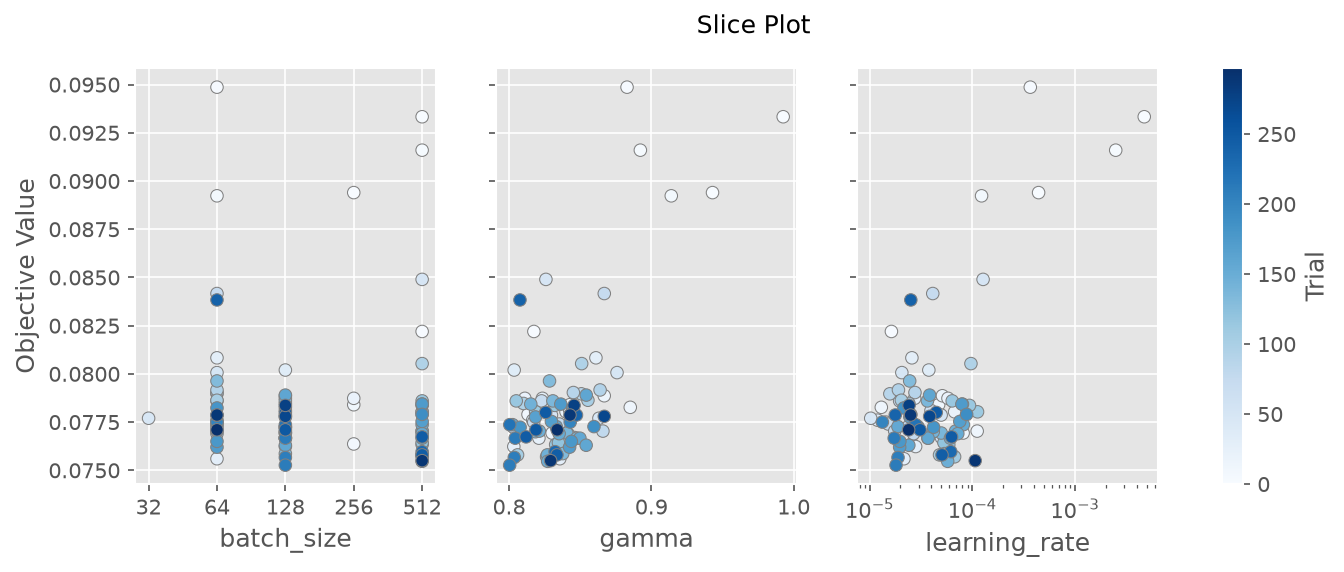 Slice Plot
Objective Value
0.0950
0.0925
0.0900
0.0875
0.0850
0.0825
0.0800
0.0775
0.0750
32 64 128 256 512
batch_size
0.8 0.9 1.0
gamma
10⁻⁵ 10⁻⁴ 10⁻³
learning_rate
250
200
150
100
50
0
Trial